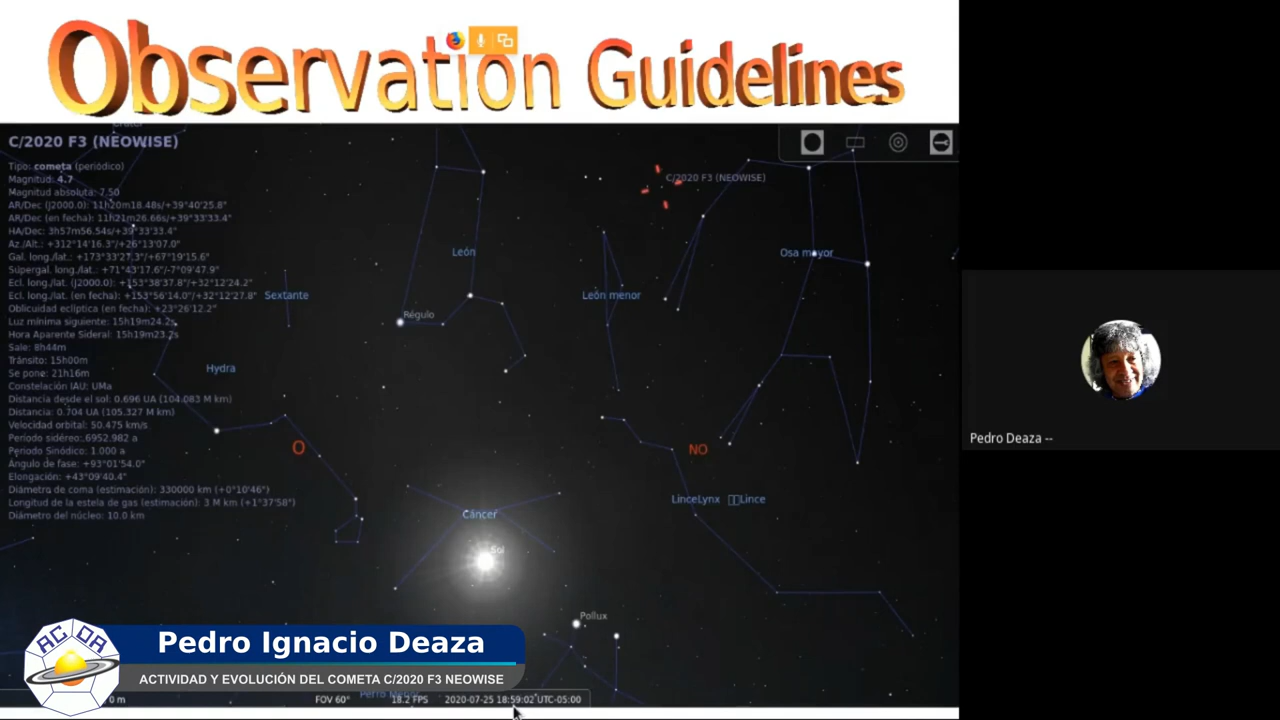 Observation Guidelines
C/2020 F3 (NEOWISE)
Tipo: cometa (periódico)
Magnitud: 4.7
Magnitud absoluta: 7.50
AR/Dec (J2000.0): 11h20m18.48s/+39°40'25.8"
AR/Dec (en fecha): 11h21m26.66s/+39°33'33.4"
HA/Dec: 3h57m56.54s/+39°33'33.4"
Az./Alt.: +312°14'16.3"/+26°13'07.0"
Gal. long./lat.: +173°33'27.3"/+67°19'15.6"
Supergal. long./lat.: +71°43'17.6"/-7°09'47.9"
Ecl. long./lat. (J2000.0): +153°38'37.8"/+32°12'24.2"
Ecl. long./lat. (en fecha): +153°56'14.0"/+32°12'27.8"
Oblicuidad eclíptica (en fecha): +23°26'12.2"
Luz mínima siguiente: 15h19m24.2s
Hora Aparente Sideral: 15h19m23.2s
Sale: 8h44m
Tránsito: 15h00m
Se pone: 21h16m
Constelación IAU: UMa
Distancia desde el sol: 0.696 UA (104.083 M km)
Distancia: 0.704 UA (105.327 M km)
Velocidad orbital: 50.475 km/s
Período sidéreo: 6952.982 a
Periodo Sinódico: 1.000 a
Ángulo de fase: +93°01'54.0"
Elongación: +43°09'40.4"
Diámetro de coma (estimación): 330000 km (+0°10'46")
Longitud de la estela de gas (estimación): 3 M km (+1°37'58")
Diámetro del núcleo: 10.0 km
C/2020 F3 (NEOWISE)
León
Osa mayor
Sextante
León menor
Régulo
Hydra
O
NO
LinceLynx Lince
Cáncer
Sol
Pollux
Perro Menor
0 m
FOV 60°
18.2 FPS
2020-07-25 18:59:02 UTC-05:00
ACDA
Pedro Ignacio Deaza
ACTIVIDAD Y EVOLUCIÓN DEL COMETA C/2020 F3 NEOWISE
Pedro Deaza --